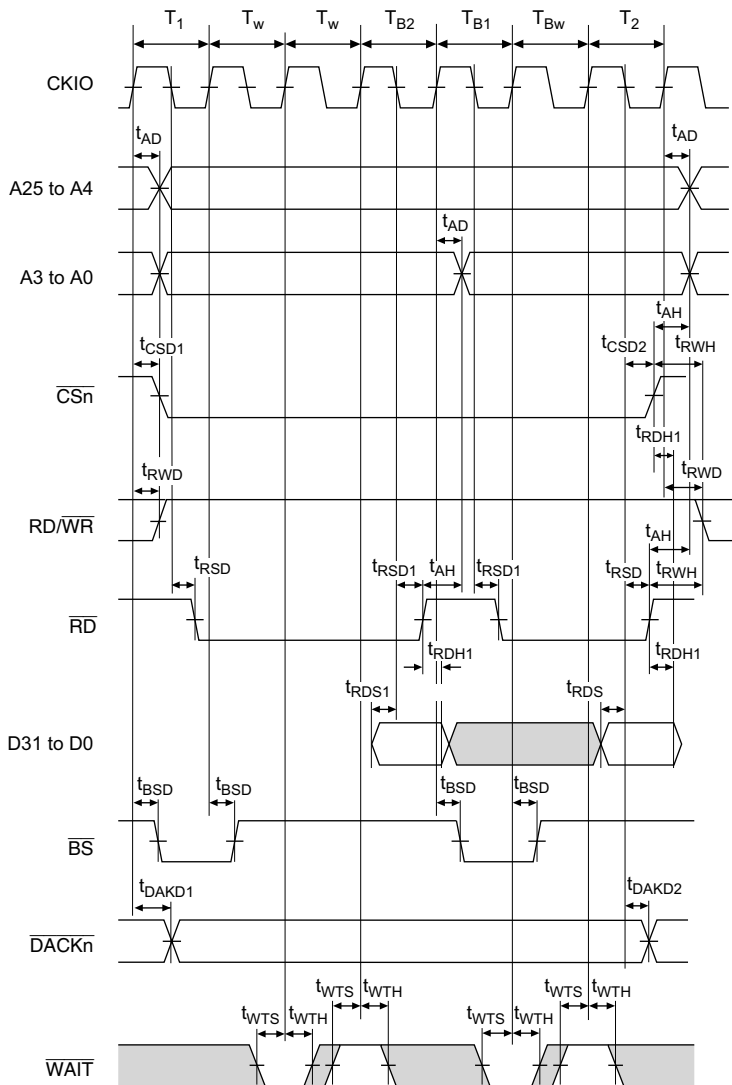 T1 Tw Tw TB2 TB1 TBw T2
CKIO
tAD tAD
A25 to A4
tAD
A3 to A0
tAH
tCSD1 tCSD2 tRWH
CSn
tRDH1
tRWD tRWD
RD/WR
tAH
tRSD tRSD1 tAH tRSD1 tRSD tRWH
RD
tRDH1 tRDH1
tRDS1 tRDS
D31 to D0
tBSD tBSD tBSD tBSD
BS
tDAKD1 tDAKD2
DACKn
tWTS tWTH tWTS tWTH tWTS tWTH tWTS tWTH
WAIT